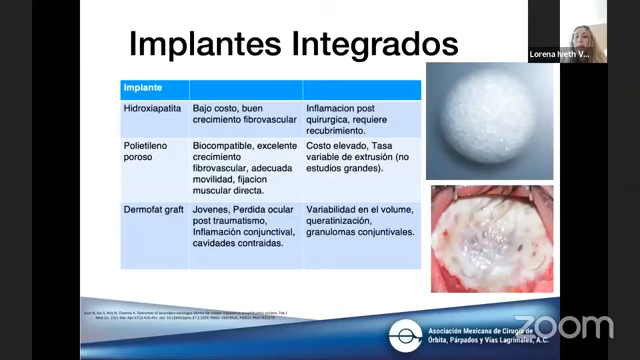 Implantes Integrados
Lorena Iveth V...
Implante
Hidroxiapatita
Bajo costo, buen
crecimiento fibrovascular
Inflamacion post
quirurgica, requiere
recubrimiento.
Polietileno
poroso
Biocompatible, excelente
crecimiento
fibrovascular, adecuada
movilidad, fijacion
muscular directa.
Costo elevado, Tasa
variable de extrusión (no
estudios grandes).
Dermofat graft
Jovenes, Perdida ocular
post traumatismo,
Inflamación conjunctival,
cavidades contraidas.
Variabilidad en el volume,
queratinización,
granulomas conjuntivales.
Asociación Mexicana de Cirugía de
Órbita, Párpados y Vías Lagrimales, A.C.
zoom